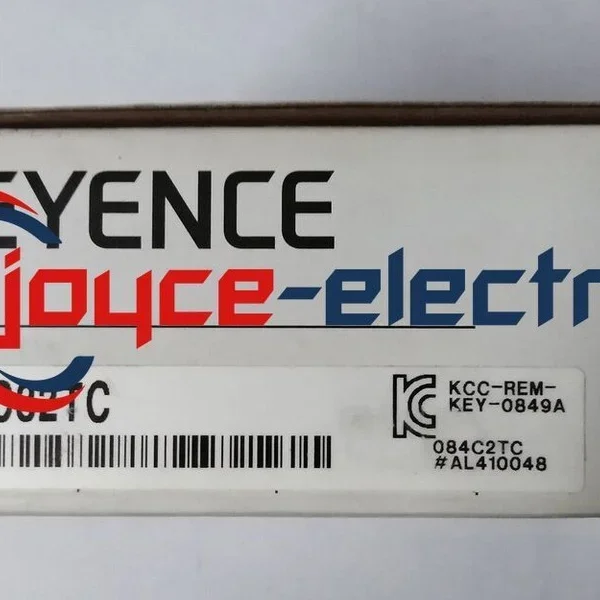 EYENCE
joyce-electr
KCC-REM-
KEY-0849A
084C2TC
#AL410048